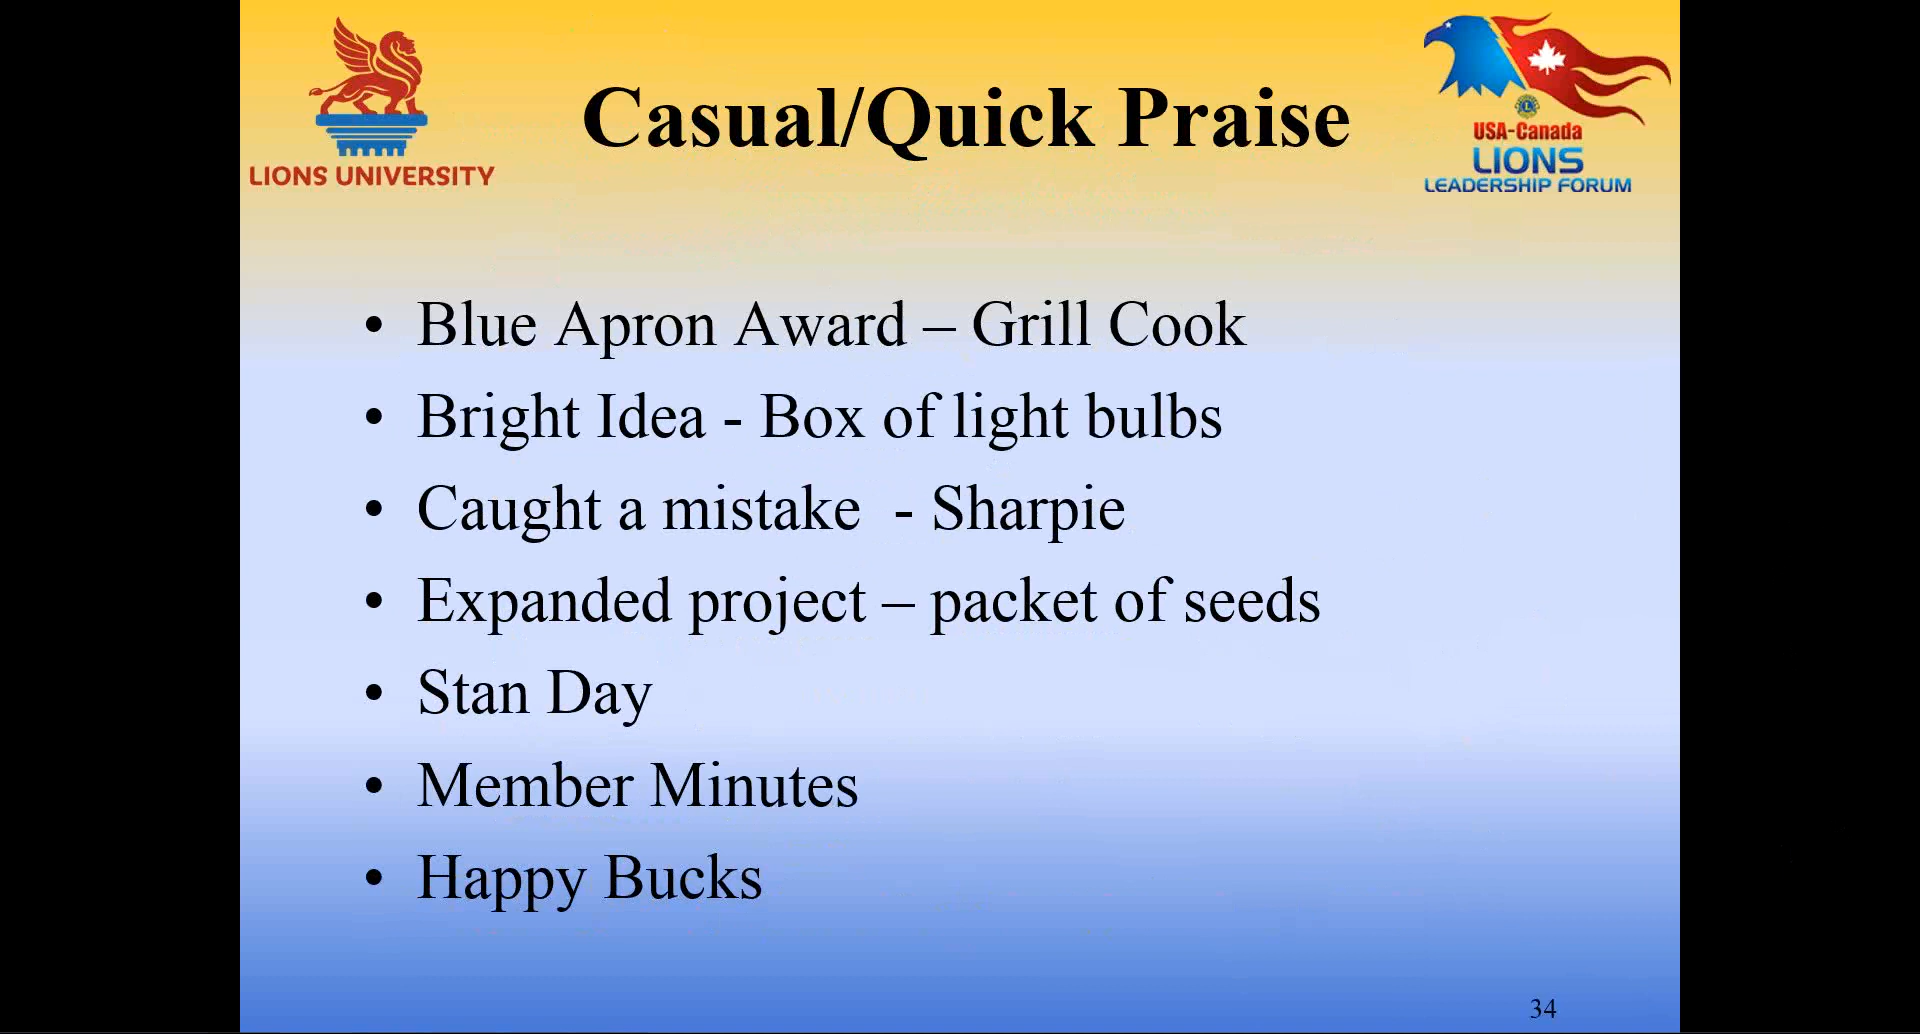 LIONS UNIVERSITY
Casual/Quick Praise
USA-Canada
LIONS
LEADERSHIP FORUM
• Blue Apron Award – Grill Cook
• Bright Idea - Box of light bulbs
• Caught a mistake  - Sharpie
• Expanded project – packet of seeds
• Stan Day
• Member Minutes
• Happy Bucks
34